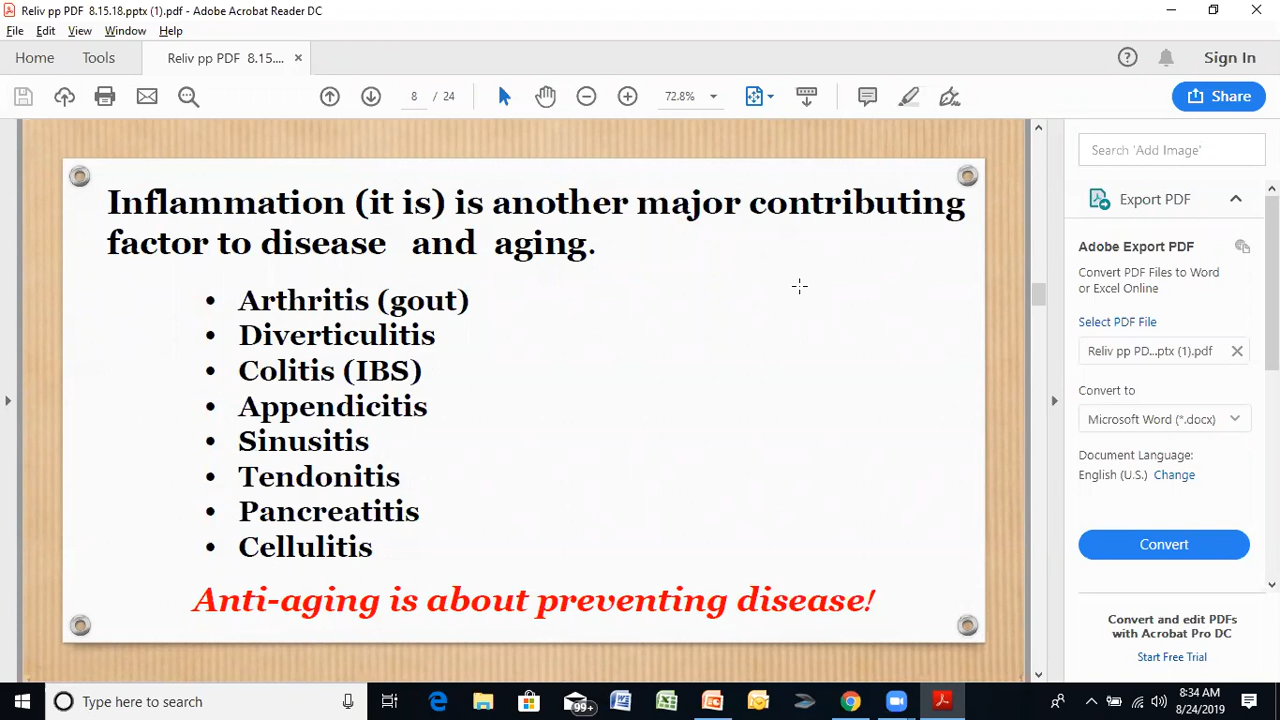 Reliv pp PDF  8.15.18.pptx (1).pdf - Adobe Acrobat Reader DC
File Edit View Window Help
Home Tools Reliv pp PDF 8.15.... × Sign In
8 / 24 72.8% Share
Inflammation (it is) is another major contributing
factor to disease   and  aging.
• Arthritis (gout)
• Diverticulitis
• Colitis (IBS)
• Appendicitis
• Sinusitis
• Tendonitis
• Pancreatitis
• Cellulitis
Anti-aging is about preventing disease!
Search 'Add Image'
Export PDF
Adobe Export PDF
Convert PDF Files to Word
or Excel Online
Select PDF File
Reliv pp PD...ptx (1).pdf
Convert to
Microsoft Word (*.docx)
Document Language:
English (U.S.) Change
Convert
Convert and edit PDFs
with Acrobat Pro DC
Start Free Trial
Type here to search
99+
8:34 AM
8/24/2019